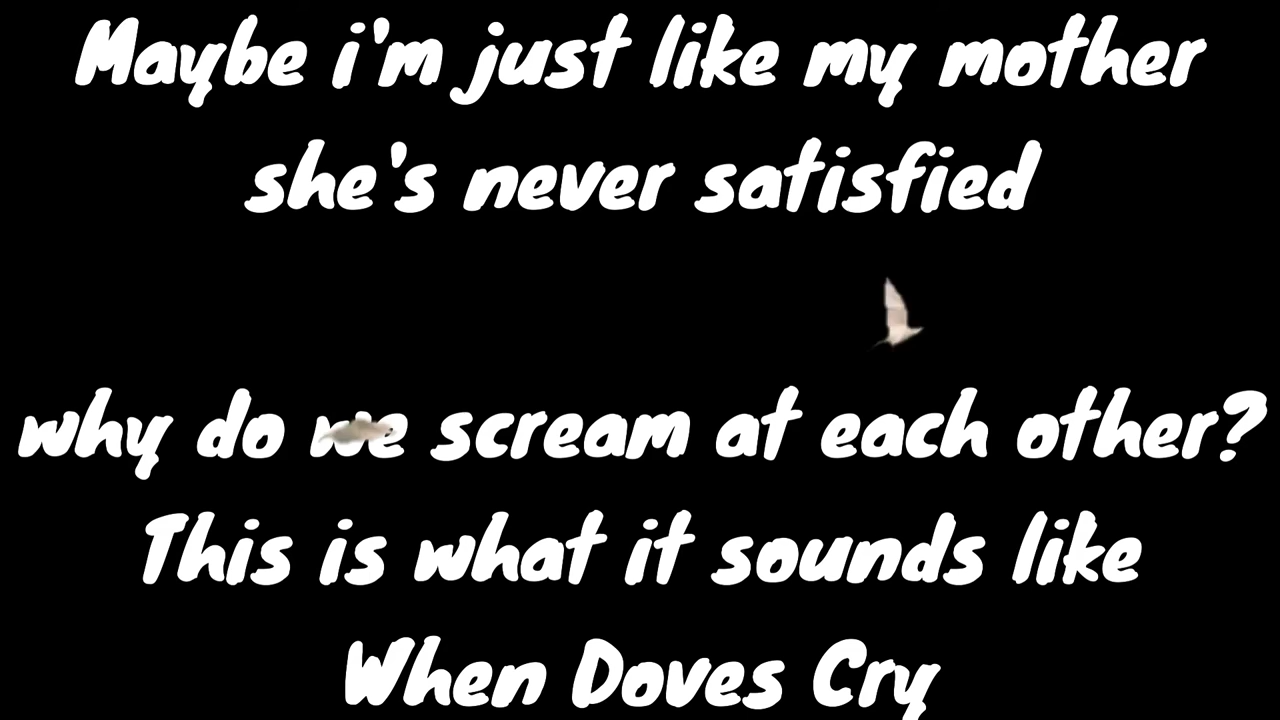 Maybe i'm just like my mother
she's never satisfied
why do we scream at each other?
This is what it sounds like
When Doves Cry